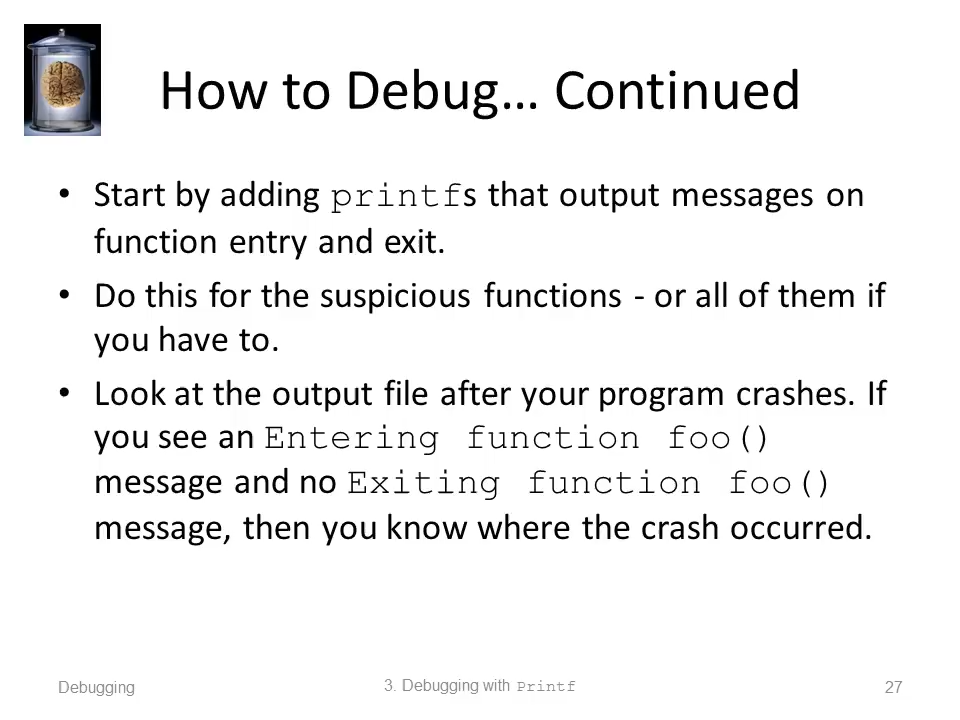 How to Debug… Continued
• Start by adding printfs that output messages on
function entry and exit.
• Do this for the suspicious functions - or all of them if
you have to.
• Look at the output file after your program crashes. If
you see an Entering function foo()
message and no Exiting function foo()
message, then you know where the crash occurred.
Debugging
3. Debugging with Printf
27